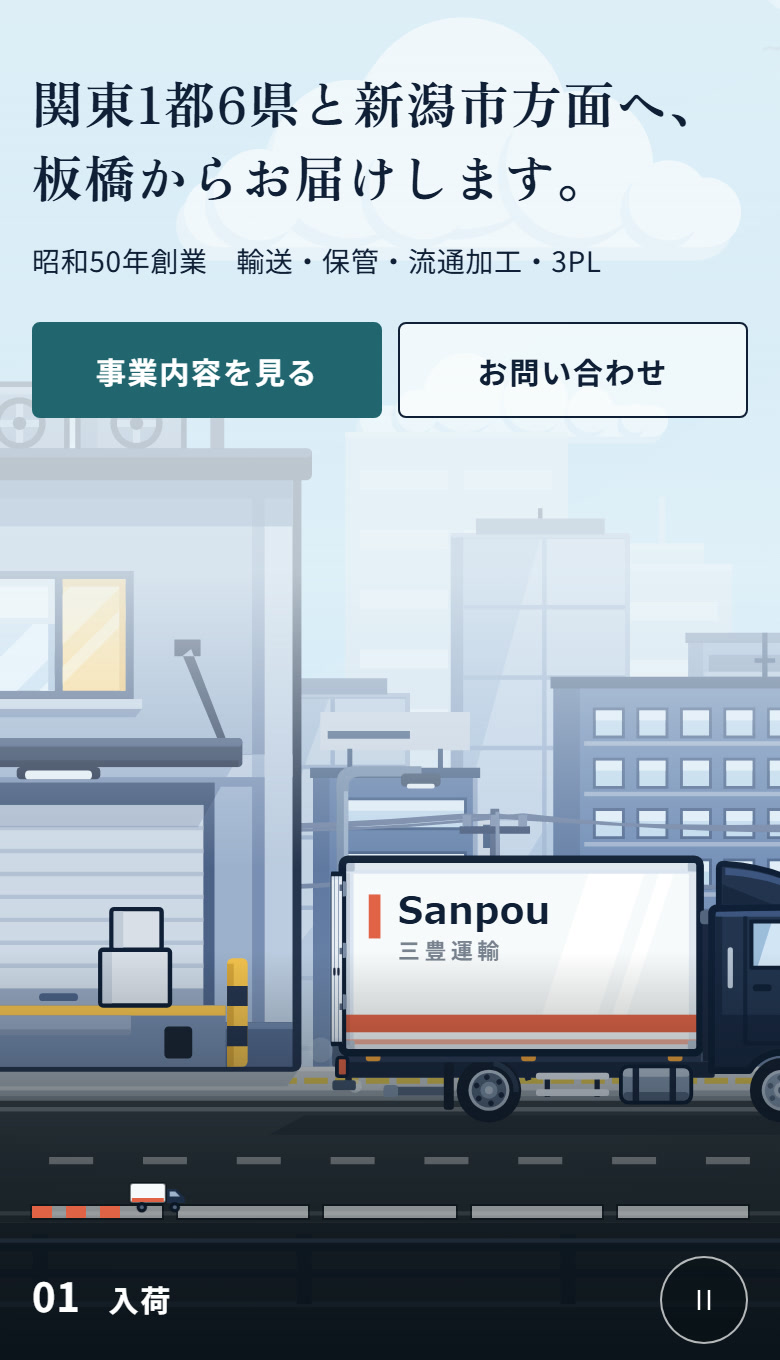 関東1都6県と新潟市方面へ、
板橋からお届けします。
昭和50年創業　輸送・保管・流通加工・3PL
事業内容を見る
お問い合わせ
Sanpou
三豊運輸
01 入荷